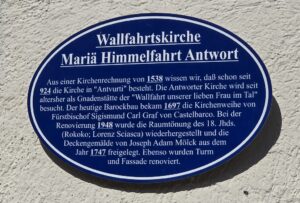 Wallfahrtskirche
Mariä Himmelfahrt Antwort
Aus einer Kirchenrechnung von 1538 wissen wir, daß schon seit
924 die Kirche in "Antvurti" besteht. Die Antworter Kirche wird seit
altersher als Gnadenstätte der "Wallfahrt unserer lieben Frau im Tal"
besucht. Der heutige Barockbau bekam 1697 die Kirchenweihe von
Fürstbischof Sigismund Carl Graf von Castelbarco. Bei der
Renovierung 1948 wurde die Raumtönung des 18. Jhds.
(Rokoko; Lorenz Sciasca) wiederhergestellt und die
Deckengemälde von Joseph Adam Mölck aus dem
Jahr 1747 freigelegt. Ebenso wurden Turm
und Fassade renoviert.